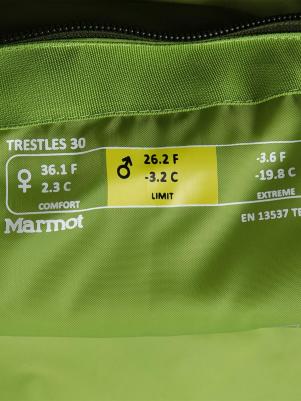 TRESTLES 30
♀ 36.1 F ♂ 26.2 F -3.6 F
2.3 C -3.2 C -19.8 C
COMFORT LIMIT EXTREME
Marmot EN 13537